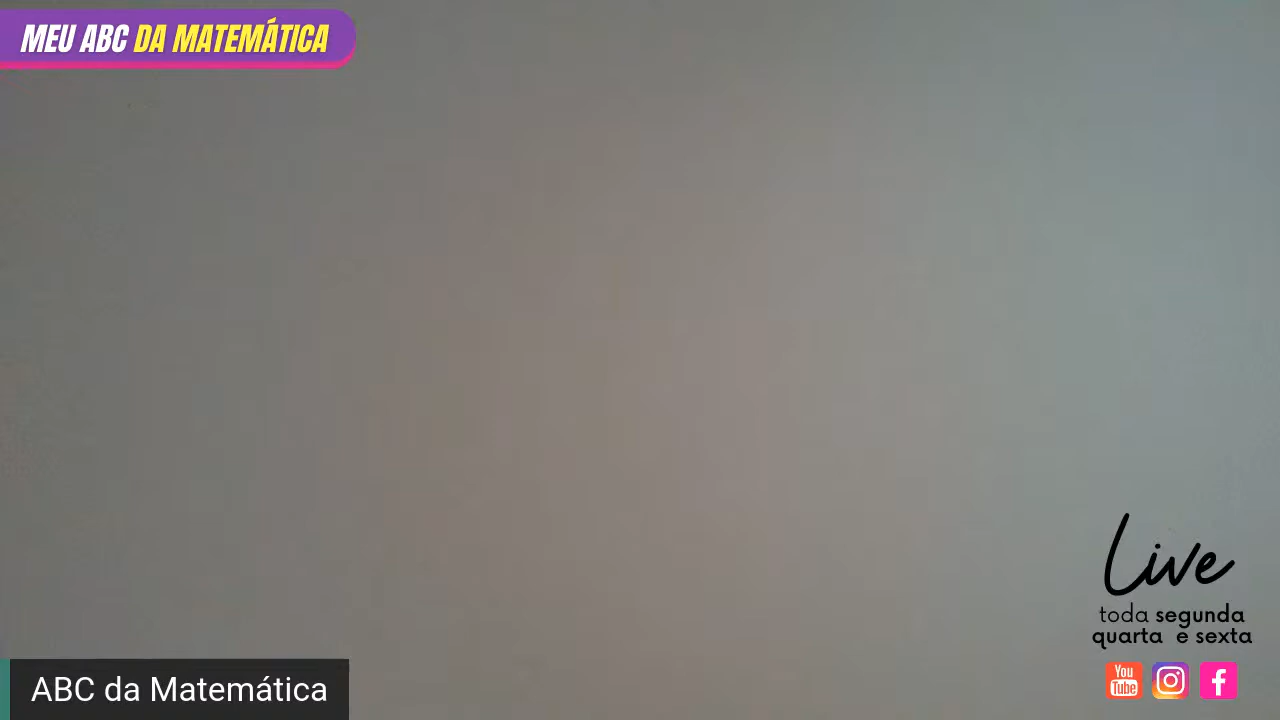 MEU ABC DA MATEMÁTICA
Live
toda segunda
quarta e sexta
You
Tube
ABC da Matemática